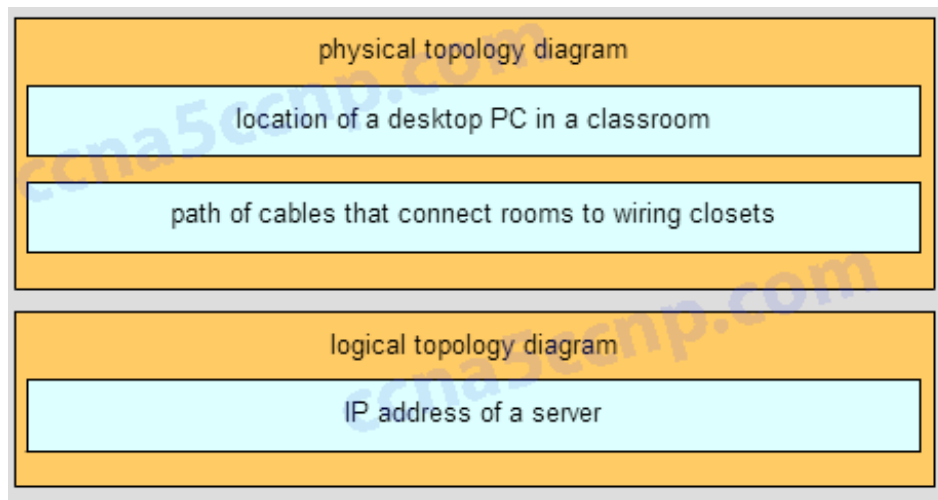 physical topology diagram
location of a desktop PC in a classroom
path of cables that connect rooms to wiring closets
logical topology diagram
IP address of a server
ccna5ccnp.com
ccna5ccnp.com